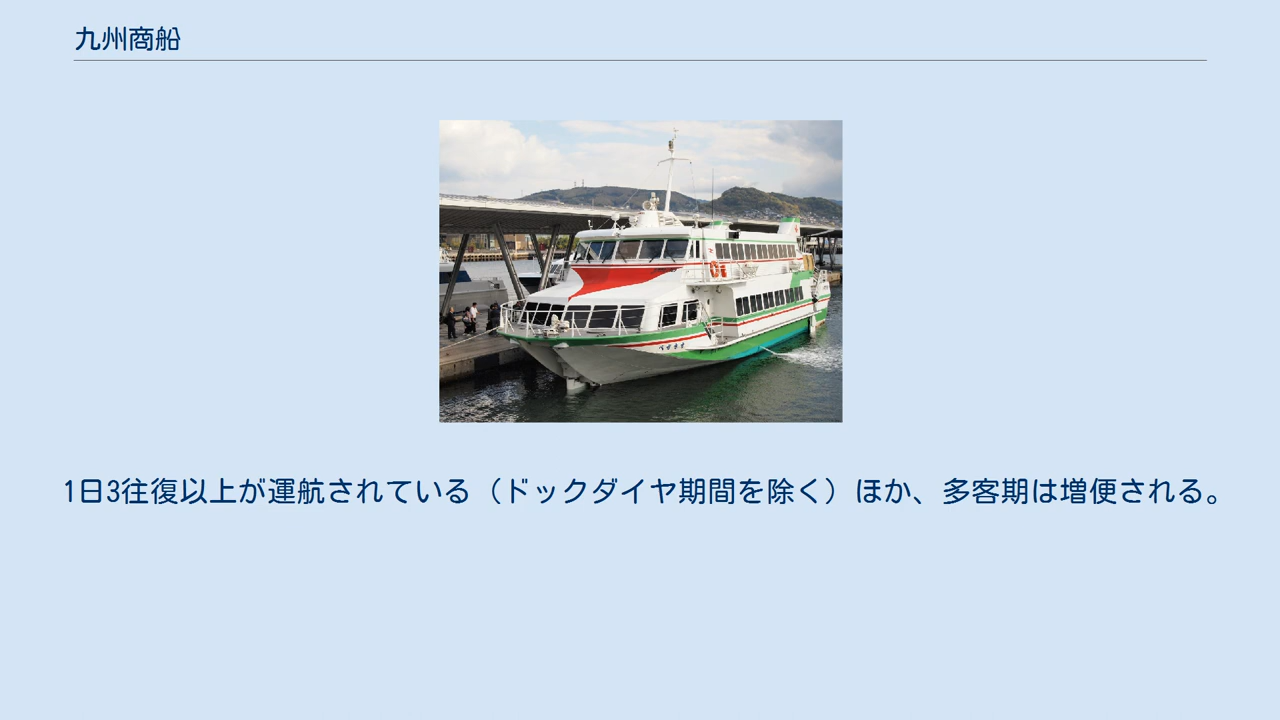 九州商船
1日3往復以上が運航されている（ドックダイヤ期間を除く）ほか、多客期は増便される。